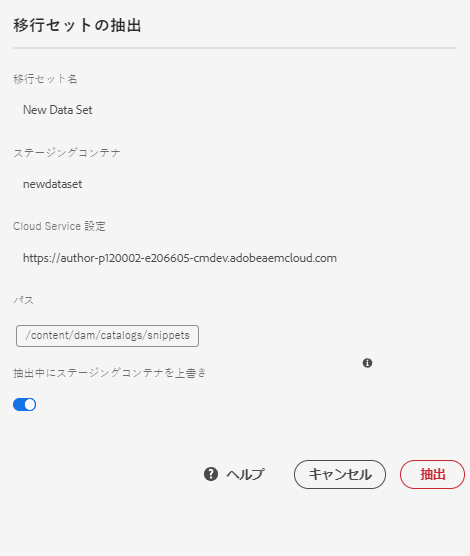 移行セットの抽出
移行セット名
New Data Set
ステージングコンテナ
newdataset
Cloud Service 設定
https://author-p120002-e206605-cmdev.adobeaemcloud.com
パス
/content/dam/catalogs/snippets
抽出中にステージングコンテナを上書き
ヘルプ キャンセル 抽出